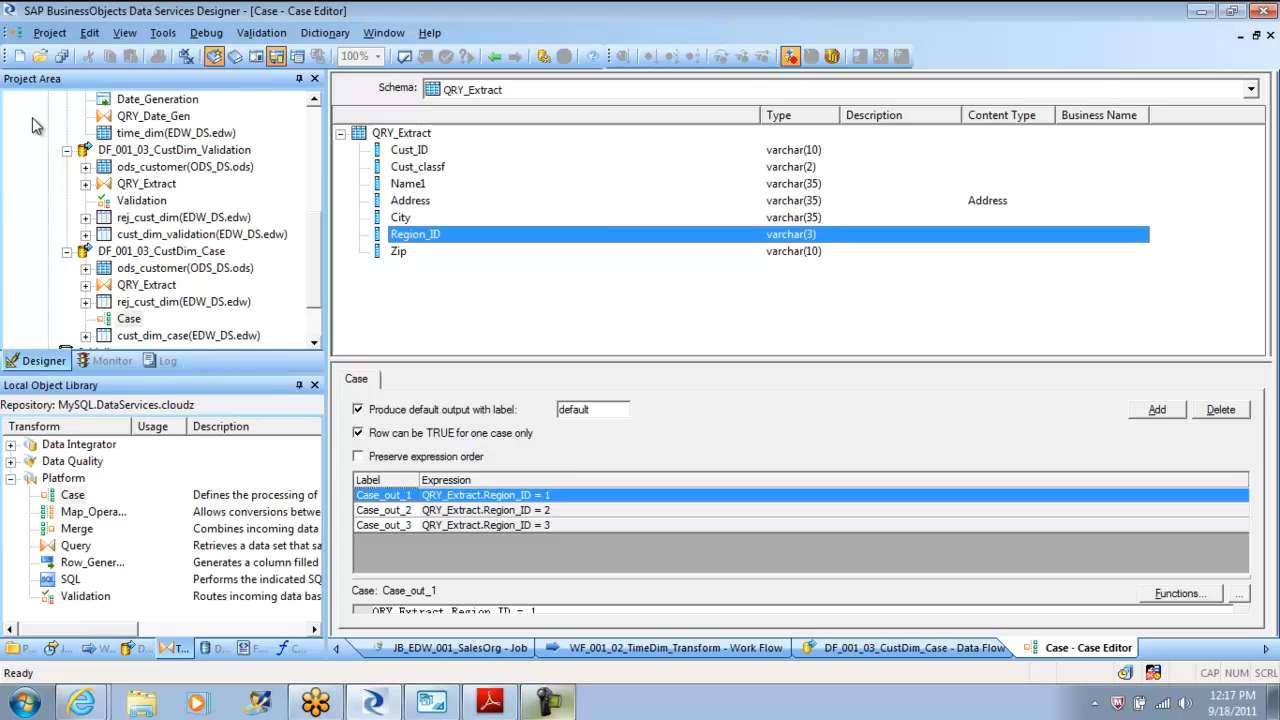 SAP BusinessObjects Data Services Designer - [Case - Case Editor]
Project Edit View Tools Debug Validation Dictionary Window Help
100%
Project Area
Date_Generation
QRY_Date_Gen
time_dim(EDW_DS.edw)
DF_001_03_CustDim_Validation
ods_customer(ODS_DS.ods)
QRY_Extract
Validation
rej_cust_dim(EDW_DS.edw)
cust_dim_validation(EDW_DS.edw)
DF_001_03_CustDim_Case
ods_customer(ODS_DS.ods)
QRY_Extract
rej_cust_dim(EDW_DS.edw)
Case
cust_dim_case(EDW_DS.edw)
Designer Monitor Log
Local Object Library
Repository: MySQL.DataServices.cloudz
Transform Usage Description
Data Integrator
Data Quality
Platform
Case Defines the processing of
Map_Opera... Allows conversions betwe
Merge Combines incoming data
Query Retrieves a data set that sa
Row_Gener... Generates a column filled
SQL Performs the indicated SQ
Validation Routes incoming data bas
P... W... T... D... F... C...
Schema: QRY_Extract
Type Description Content Type Business Name
QRY_Extract
Cust_ID varchar(10)
Cust_classf varchar(2)
Name1 varchar(35)
Address varchar(35) Address
City varchar(35)
Region_ID varchar(3)
Zip varchar(10)
Case
Produce default output with label: default Add Delete
Row can be TRUE for one case only
Preserve expression order
Label Expression
Case_out_1 QRY_Extract.Region_ID = 1
Case_out_2 QRY_Extract.Region_ID = 2
Case_out_3 QRY_Extract.Region_ID = 3
Case: Case_out_1 Functions... ...
QRY_Extract.Region_ID = 1
JB_EDW_001_SalesOrg - Job WF_001_02_TimeDim_Transform - Work Flow DF_001_03_CustDim_Case - Data Flow Case - Case Editor
Ready CAP NUM SCRL
12:17 PM
9/18/2011